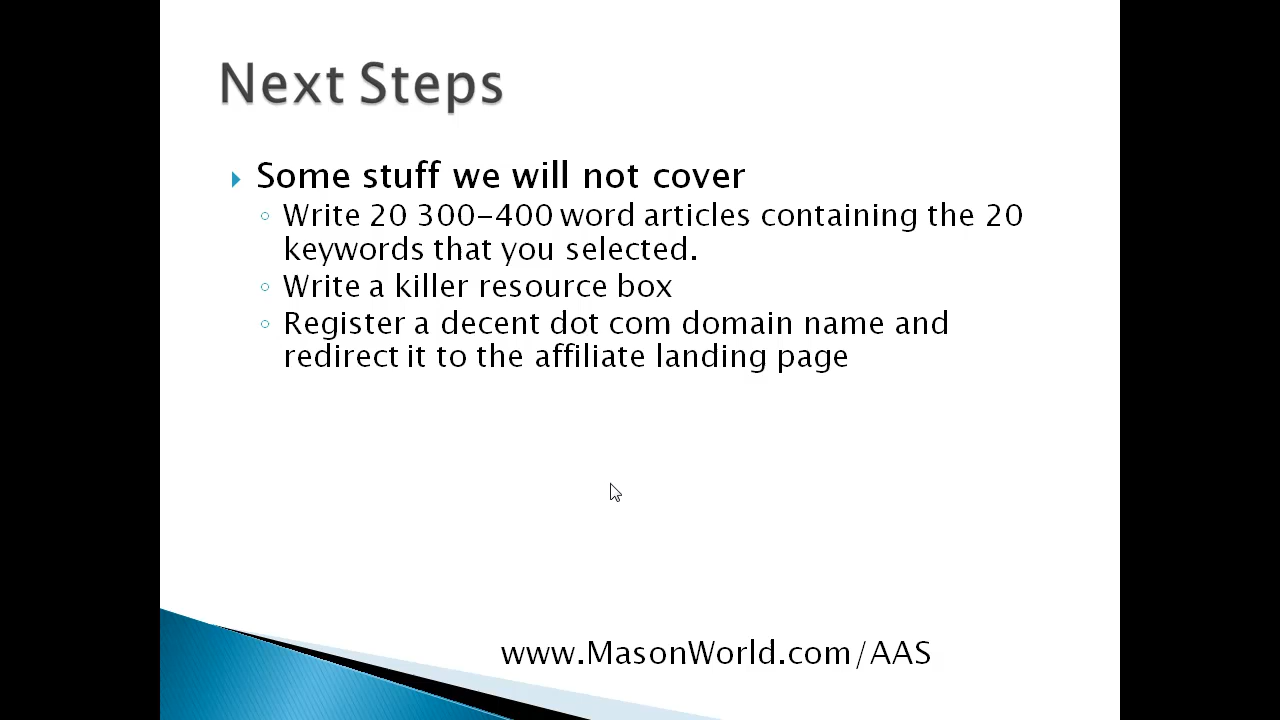 Next Steps
Some stuff we will not cover
Write 20 300-400 word articles containing the 20
keywords that you selected.
Write a killer resource box
Register a decent dot com domain name and
redirect it to the affiliate landing page
www.MasonWorld.com/AAS